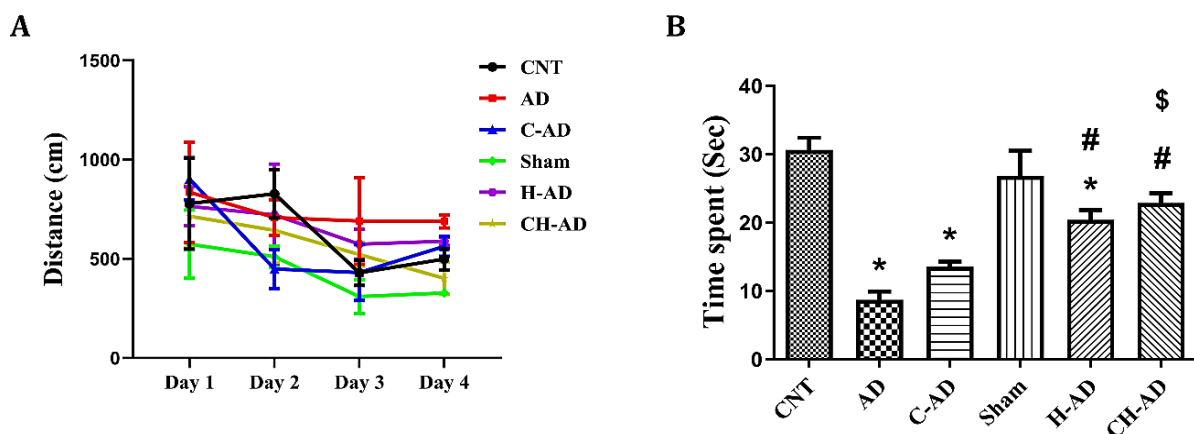 A
Distance (cm)
1500
1000
500
0
Day 1 Day 2 Day 3 Day 4
CNT
AD
C-AD
Sham
H-AD
CH-AD
B
Time spent (Sec)
40
30
20
10
0
*
*
#
*
$
#
CNT AD C-AD Sham H-AD CH-AD